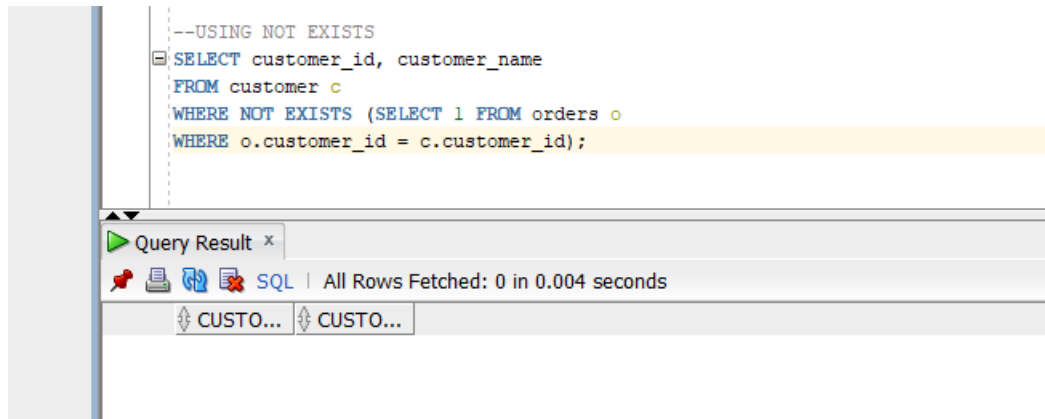 --USING NOT EXISTS
SELECT customer_id, customer_name
FROM customer c
WHERE NOT EXISTS (SELECT 1 FROM orders o
WHERE o.customer_id = c.customer_id);
Query Result x
SQL | All Rows Fetched: 0 in 0.004 seconds
CUSTO... CUSTO...